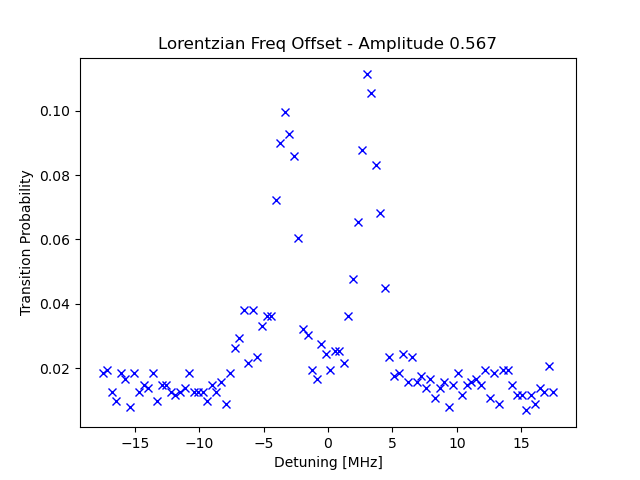 Lorentzian Freq Offset - Amplitude 0.567
Transition Probability
0.10
0.08
0.06
0.04
0.02
−15 −10 −5 0 5 10 15
Detuning [MHz]